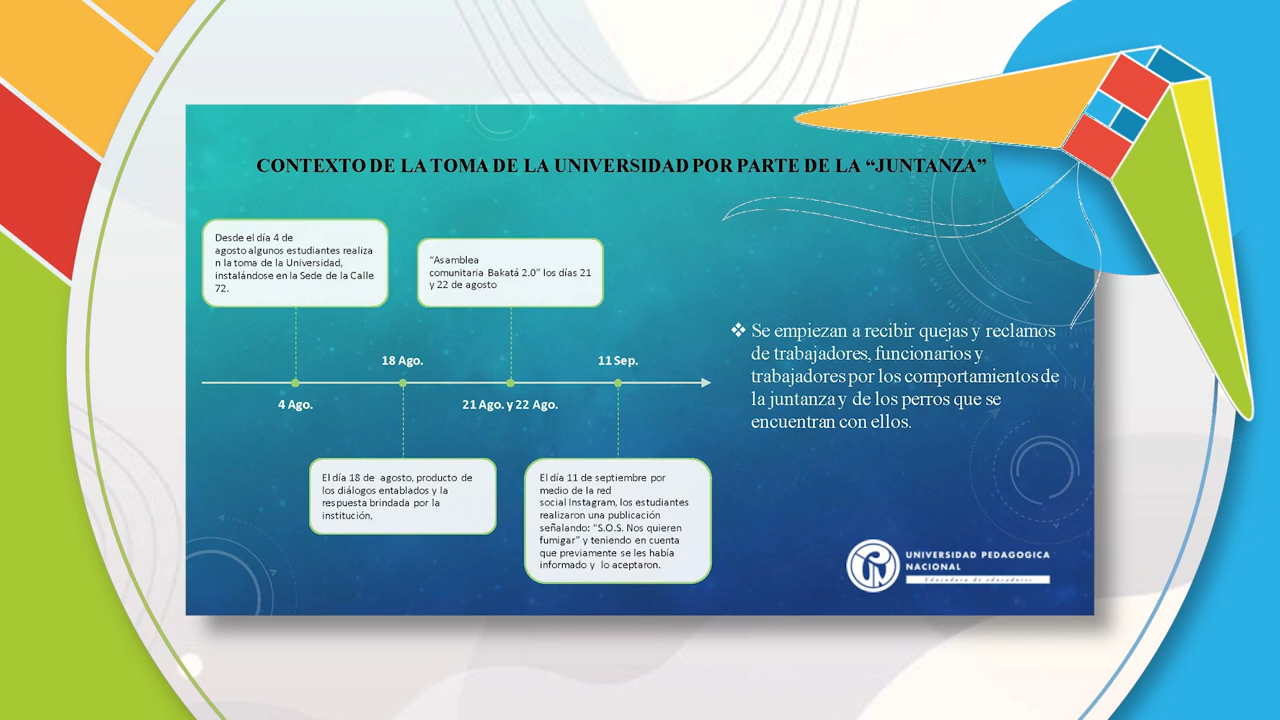 CONTEXTO DE LA TOMA DE LA UNIVERSIDAD POR PARTE DE LA “JUNTANZA”
Desde el día 4 de
agosto algunos estudiantes realiza
n la toma de la Universidad,
instalándose en la Sede de la Calle
72.
“Asamblea
comunitaria Bakatá 2.0” los días 21
y 22 de agosto
18 Ago.
11 Sep.
4 Ago.
21 Ago. y 22 Ago.
El día 18 de agosto, producto de
los diálogos entablados y la
respuesta brindada por la
institución,
El día 11 de septiembre por
medio de la red
social Instagram, los estudiantes
realizaron una publicación
señalando: “S.O.S. Nos quieren
fumigar” y teniendo en cuenta
que previamente se les había
informado y lo aceptaron.
❖ Se empiezan a recibir quejas y reclamos
de trabajadores, funcionarios y
trabajadores por los comportamientos de
la juntanza y de los perros que se
encuentran con ellos.
UNIVERSIDAD PEDAGOGICA
NACIONAL
Educadora de educadores